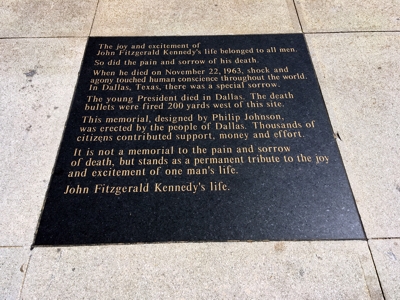 The joy and excitement of
John Fitzgerald Kennedy's life belonged to all men.
So did the pain and sorrow of his death.
When he died on November 22, 1963, shock and
agony touched human conscience throughout the world.
In Dallas, Texas, there was a special sorrow.
The young President died in Dallas. The death
bullets were fired 200 yards west of this site.
This memorial, designed by Philip Johnson,
was erected by the people of Dallas. Thousands of
citizens contributed support, money and effort.
It is not a memorial to the pain and sorrow
of death, but stands as a permanent tribute to the joy
and excitement of one man's life.
John Fitzgerald Kennedy's life.